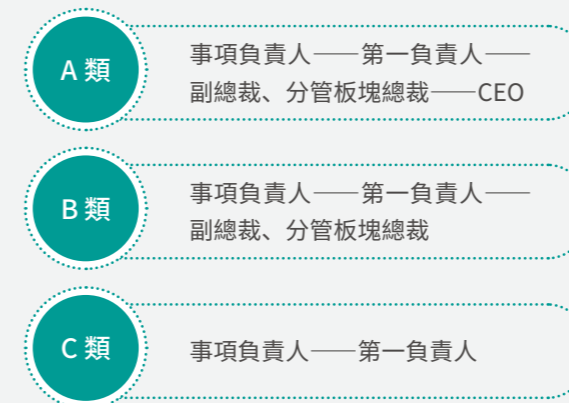 A 類
事項負責人——第一負責人——
副總裁、分管板塊總裁——CEO
B 類
事項負責人——第一負責人——
副總裁、分管板塊總裁
C 類
事項負責人——第一負責人